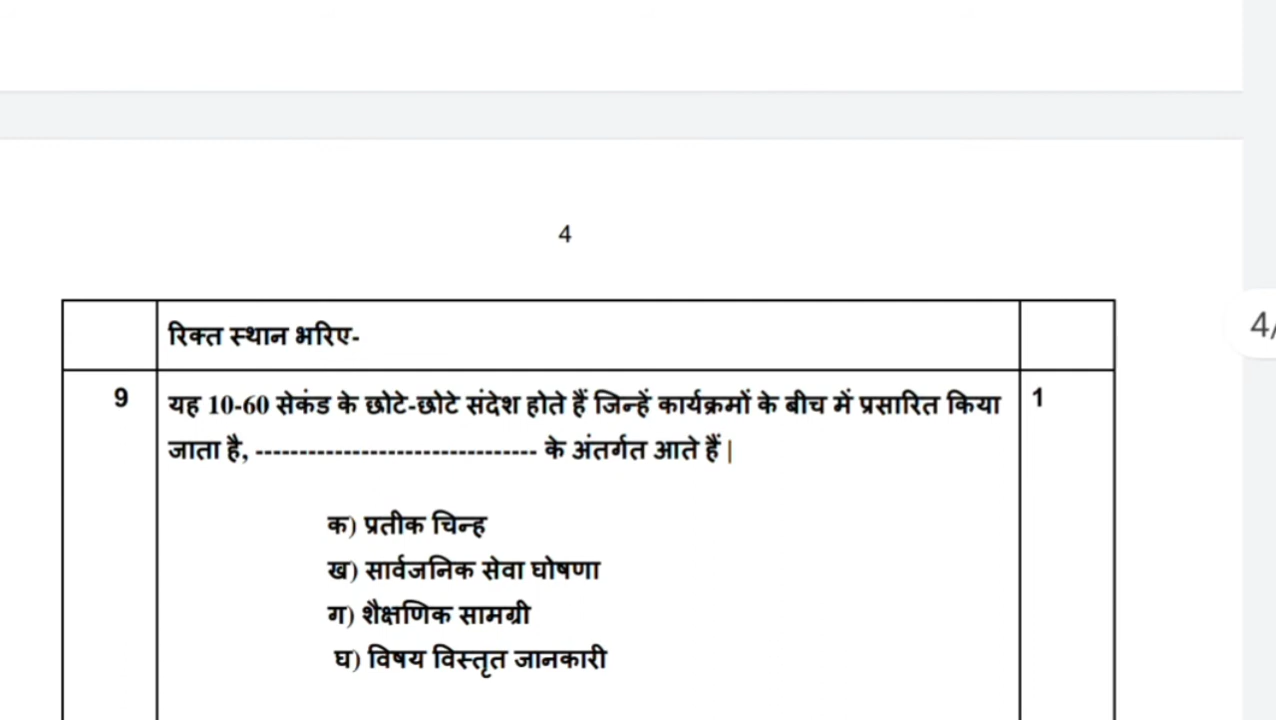 4
4/
रिक्त स्थान भरिए-
9 यह 10-60 सेकंड के छोटे-छोटे संदेश होते हैं जिन्हें कार्यक्रमों के बीच में प्रसारित किया 1
जाता है, -------------------------------- के अंतर्गत आते हैं|
क) प्रतीक चिन्ह
ख) सार्वजनिक सेवा घोषणा
ग) शैक्षणिक सामग्री
घ) विषय विस्तृत जानकारी